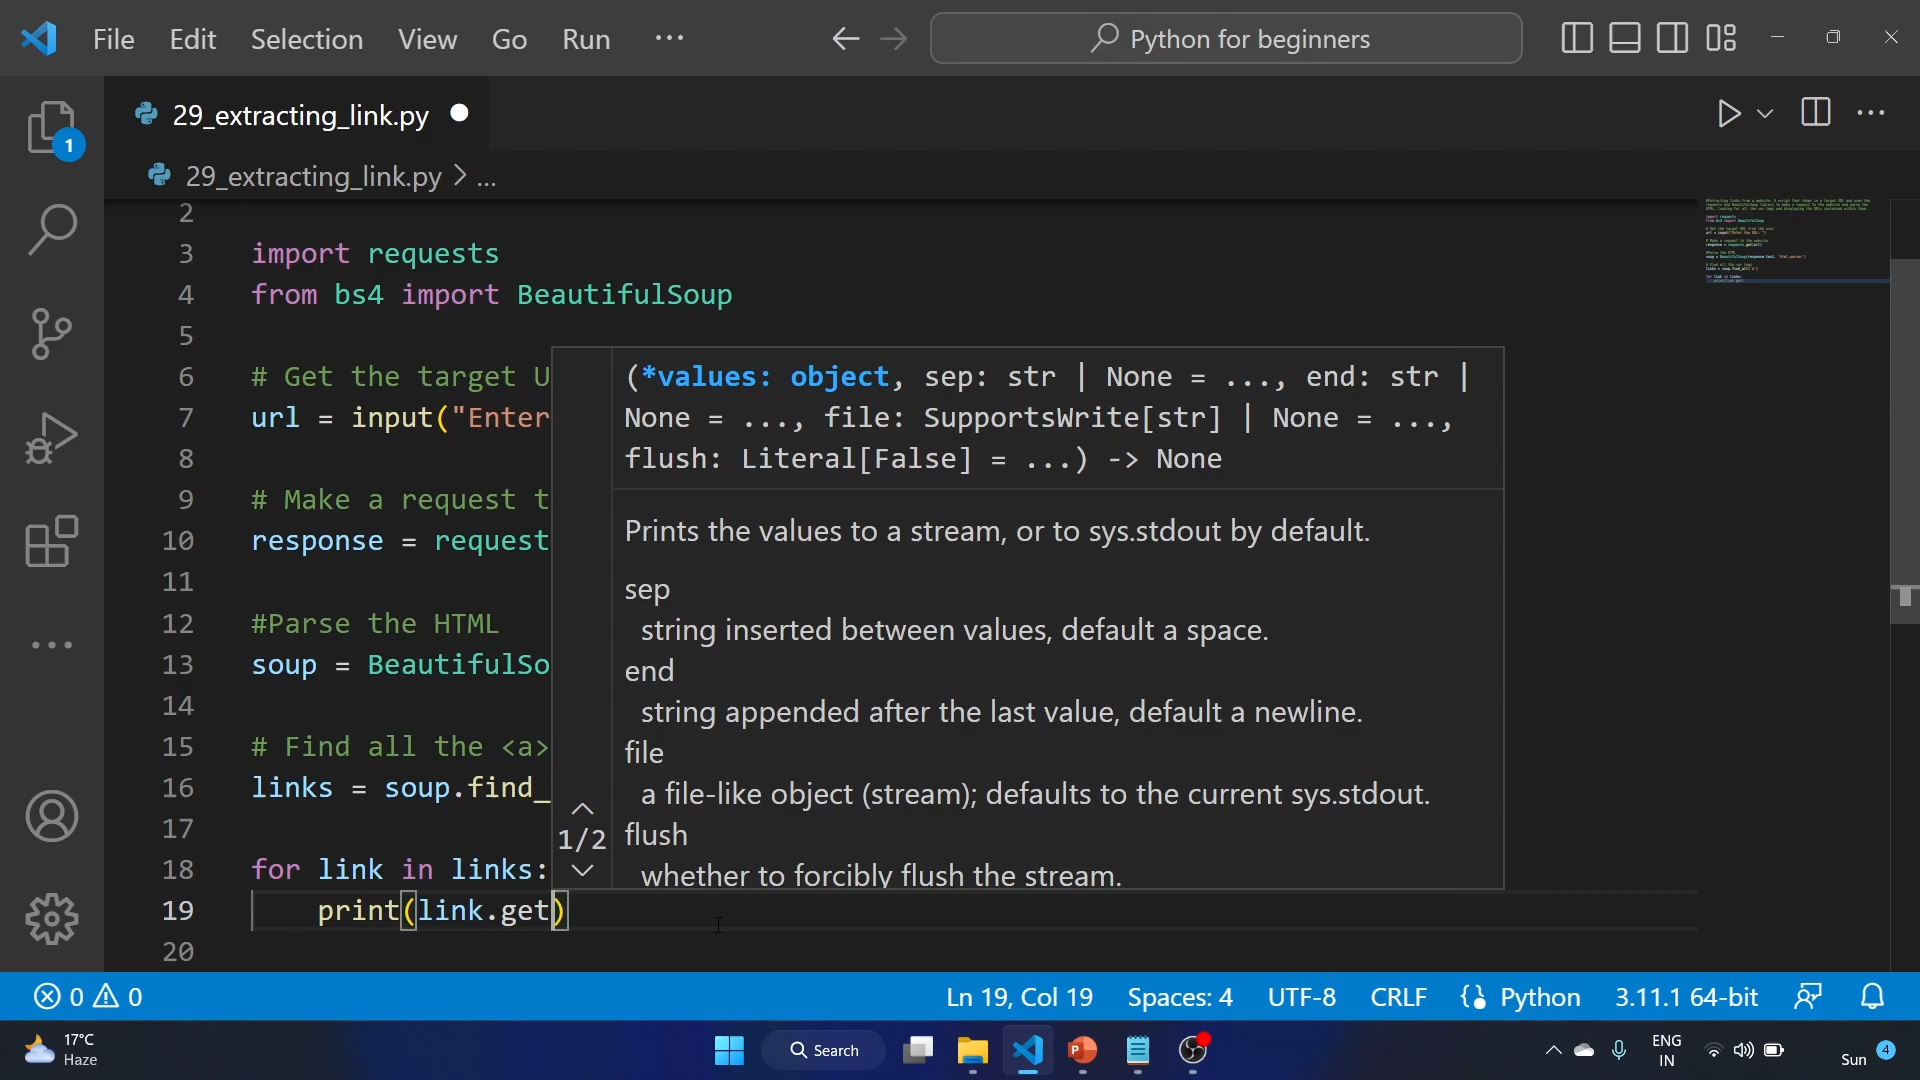 File Edit Selection View Go Run ··· Python for beginners
29_extracting_link.py
29_extracting_link.py > ...
1
2
3 import requests
4 from bs4 import BeautifulSoup
5
6 # Get the target U
7 url = input("Enter
8
9 # Make a request t
10 response = request
11
12 #Parse the HTML
13 soup = BeautifulSo
14
15 # Find all the <a>
16 links = soup.find_
17
18 for link in links:
19 print(link.get)
20
(*values: object, sep: str | None = ..., end: str |
None = ..., file: SupportsWrite[str] | None = ...,
flush: Literal[False] = ...) -> None
Prints the values to a stream, or to sys.stdout by default.
sep
string inserted between values, default a space.
end
string appended after the last value, default a newline.
file
a file-like object (stream); defaults to the current sys.stdout.
flush
whether to forcibly flush the stream.
1/2
0 0 Ln 19, Col 19 Spaces: 4 UTF-8 CRLF Python 3.11.1 64-bit
17°C
Haze
Search
ENG
IN
Sun 4